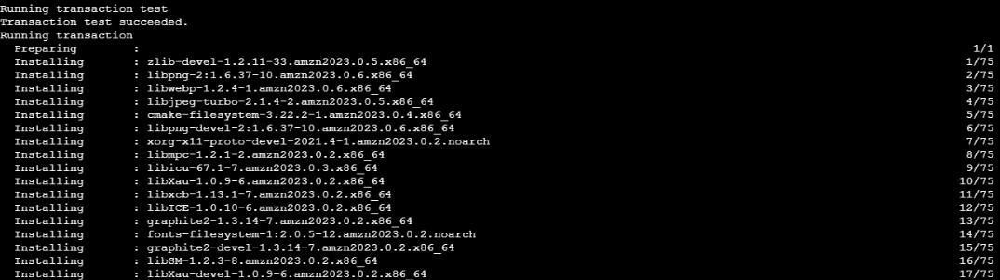 Running transaction test
Transaction test succeeded.
Running transaction
  Preparing        :                                                                 1/1
  Installing       : zlib-devel-1.2.11-33.amzn2023.0.5.x86_64                       1/75
  Installing       : libpng-2:1.6.37-10.amzn2023.0.6.x86_64                         2/75
  Installing       : libwebp-1.2.4-1.amzn2023.0.6.x86_64                            3/75
  Installing       : libjpeg-turbo-2.1.4-2.amzn2023.0.5.x86_64                      4/75
  Installing       : cmake-filesystem-3.22.2-1.amzn2023.0.4.x86_64                  5/75
  Installing       : libpng-devel-2:1.6.37-10.amzn2023.0.6.x86_64                   6/75
  Installing       : xorg-x11-proto-devel-2021.4-1.amzn2023.0.2.noarch              7/75
  Installing       : libmpc-1.2.1-2.amzn2023.0.2.x86_64                             8/75
  Installing       : libicu-67.1-7.amzn2023.0.3.x86_64                              9/75
  Installing       : libXau-1.0.9-6.amzn2023.0.2.x86_64                            10/75
  Installing       : libxcb-1.13.1-7.amzn2023.0.2.x86_64                           11/75
  Installing       : libICE-1.0.10-6.amzn2023.0.2.x86_64                           12/75
  Installing       : graphite2-1.3.14-7.amzn2023.0.2.x86_64                        13/75
  Installing       : fonts-filesystem-1:2.0.5-12.amzn2023.0.2.noarch               14/75
  Installing       : graphite2-devel-1.3.14-7.amzn2023.0.2.x86_64                  15/75
  Installing       : libSM-1.2.3-8.amzn2023.0.2.x86_64                             16/75
  Installing       : libXau-devel-1.0.9-6.amzn2023.0.2.x86_64                      17/75